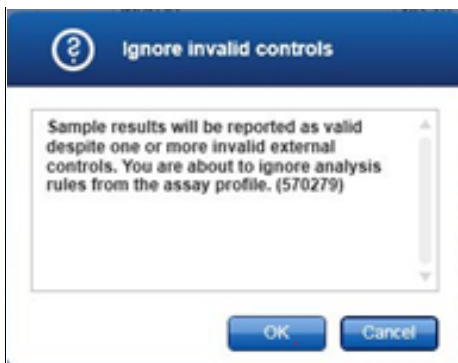 Ignore invalid controls
Sample results will be reported as valid
despite one or more invalid external
controls. You are about to ignore analysis
rules from the assay profile. (570279)
OK
Cancel